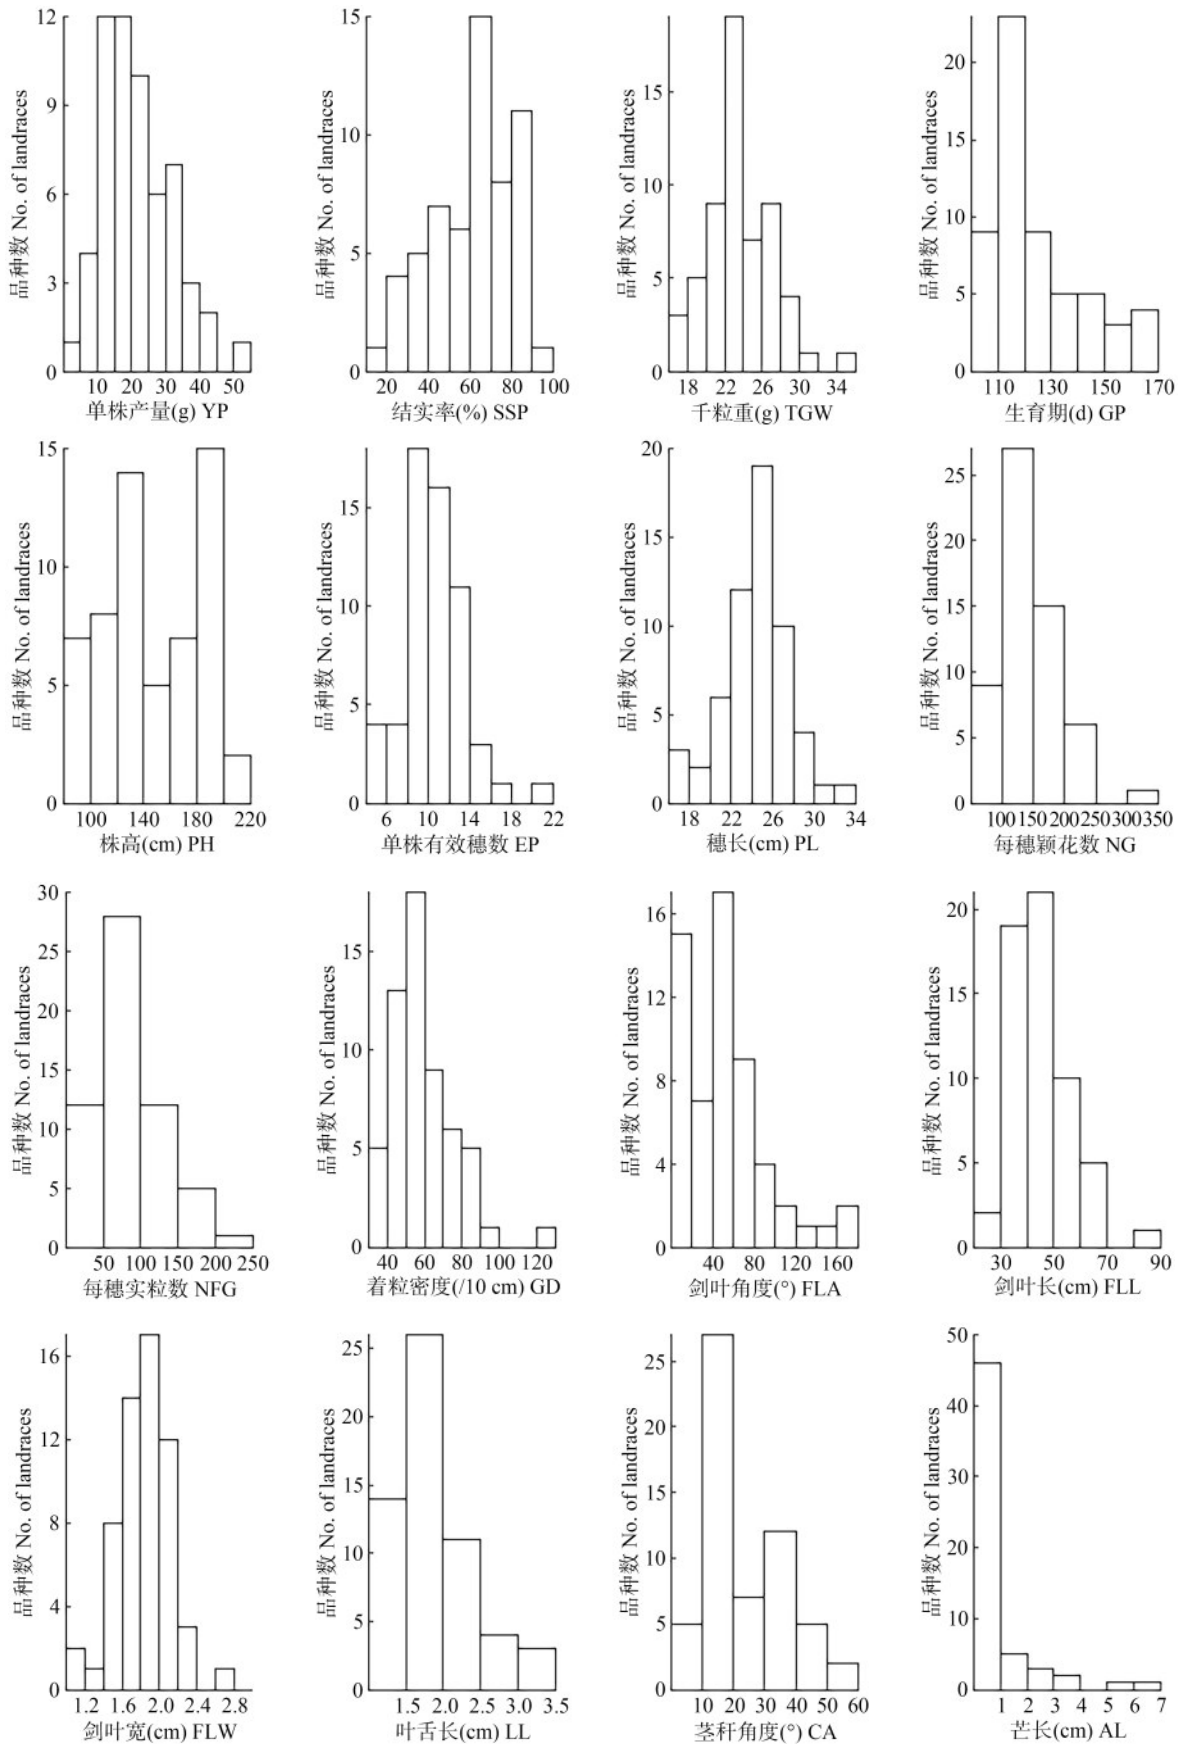 12
9
6
3
0
品种数 No. of landraces
10 20 30 40 50
单株产量(g) YP
15
10
5
0
品种数 No. of landraces
20 40 60 80 100
结实率(%) SSP
15
10
5
0
品种数 No. of landraces
18 22 26 30 34
千粒重(g) TGW
20
15
10
5
0
品种数 No. of landraces
110 130 150 170
生育期(d) GP
15
10
5
0
品种数 No. of landraces
100 140 180 220
株高(cm) PH
15
10
5
0
品种数 No. of landraces
6 10 14 18 22
单株有效穗数 EP
20
15
10
5
0
品种数 No. of landraces
18 22 26 30 34
穗长(cm) PL
25
20
15
10
5
0
品种数 No. of landraces
100 150 200 250 300 350
每穗颖花数 NG
30
25
20
15
10
5
0
品种数 No. of landraces
50 100 150 200 250
每穗实粒数 NFG
15
10
5
0
品种数 No. of landraces
40 60 80 100 120
着粒密度(/10 cm) GD
16
12
8
4
0
品种数 No. of landraces
40 80 120 160
剑叶角度(°) FLA
20
15
10
5
0
品种数 No. of landraces
30 50 70 90
剑叶长(cm) FLL
16
12
8
4
0
品种数 No. of landraces
1.2 1.6 2.0 2.4 2.8
剑叶宽(cm) FLW
25
20
15
10
5
0
品种数 No. of landraces
1.5 2.0 2.5 3.0 3.5
叶舌长(cm) LL
25
20
15
10
5
0
品种数 No. of landraces
10 20 30 40 50 60
茎秆角度(°) CA
50
40
30
20
10
0
品种数 No. of landraces
1 2 3 4 5 6 7
芒长(cm) AL